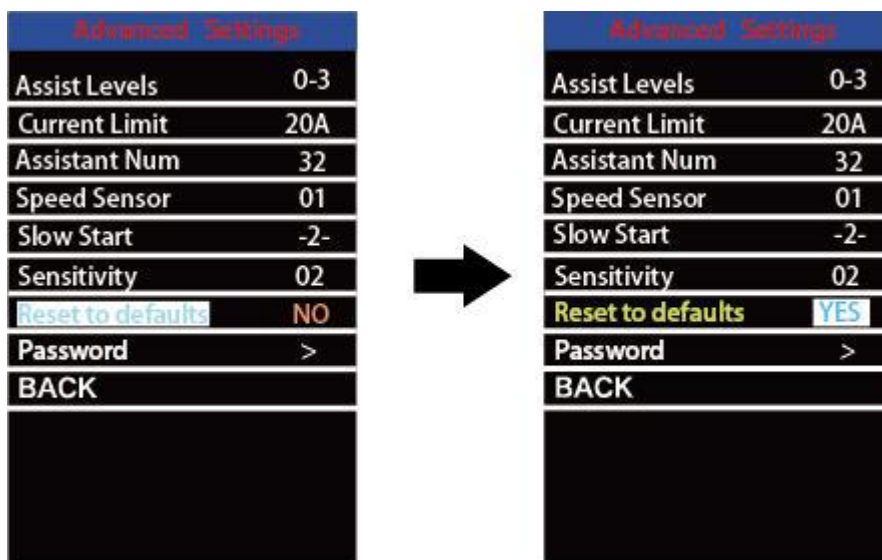 Advanced Settings
Assist Levels 0-3
Current Limit 20A
Assistant Num 32
Speed Sensor 01
Slow Start -2-
Sensitivity 02
Reset to defaults NO
Password >
BACK
Advanced Settings
Assist Levels 0-3
Current Limit 20A
Assistant Num 32
Speed Sensor 01
Slow Start -2-
Sensitivity 02
Reset to defaults YES
Password >
BACK